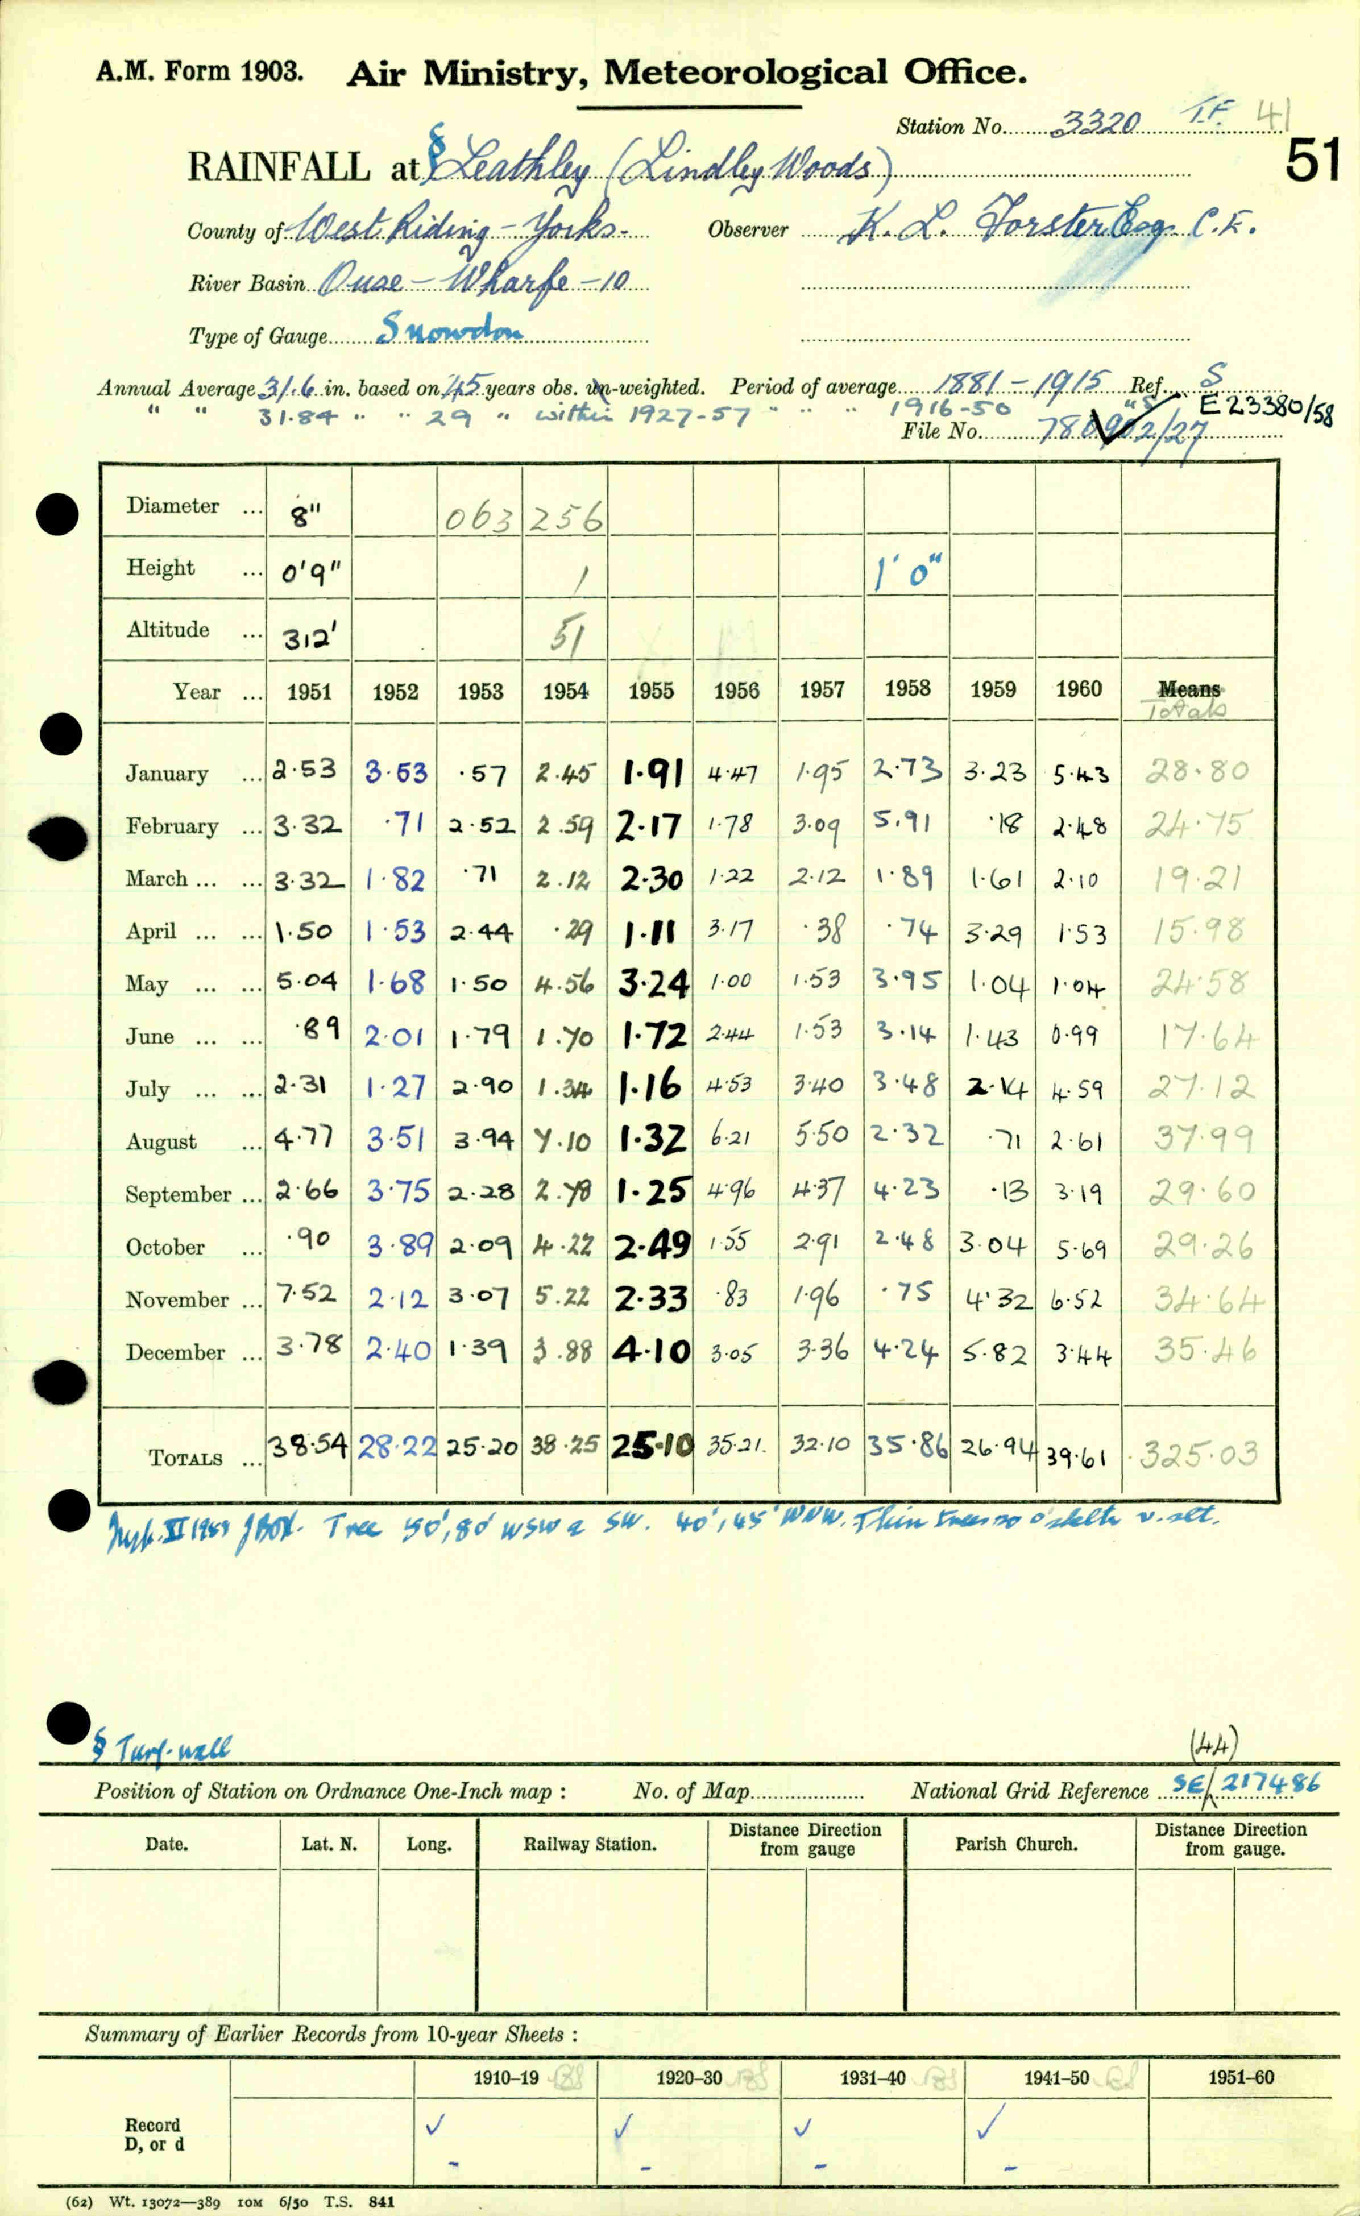 A.M. Form 1903. Air Ministry, Meteorological Office.
Station No. 3320 T.F. 41
51
RAINFALL at § Leathley (Lindley Woods)
County of West Riding - Yorks. Observer K. L. Forster Esq. C.E.
River Basin Ouse - Wharfe - 10
Type of Gauge Snowdon
Annual Average 31.6 in. based on 45 years obs. un-weighted. Period of average 1881-1915 Ref. S
" " 31.84 " " 29 " within 1927-57 " " " 1916-50 "S E23380/58
File No. 780902/27
Diameter ... 8" 063 256
Height ... 0'9" 1 1'0"
Altitude ... 312' 51
Year ... 1951 1952 1953 1954 1955 1956 1957 1958 1959 1960 Means
Totals
January ... 2.53 3.53 .57 2.45 1.91 4.47 1.95 2.73 3.23 5.43 28.80
February ... 3.32 .71 2.52 2.59 2.17 1.78 3.09 5.91 .18 2.48 24.75
March ... ... 3.32 1.82 .71 2.12 2.30 1.22 2.12 1.89 1.61 2.10 19.21
April ... ... 1.50 1.53 2.44 .29 1.11 3.17 .38 .74 3.29 1.53 15.98
May ... ... 5.04 1.68 1.50 4.56 3.24 1.00 1.53 3.95 1.04 1.04 24.58
June ... ... .89 2.01 1.79 1.70 1.72 2.44 1.53 3.14 1.43 0.99 17.64
July ... ... 2.31 1.27 2.90 1.34 1.16 4.53 3.40 3.48 2.14 4.59 27.12
August ... 4.77 3.51 3.94 7.10 1.32 6.21 5.50 2.32 .71 2.61 37.99
September ... 2.66 3.75 2.28 2.78 1.25 4.96 4.37 4.23 .13 3.19 29.60
October ... .90 3.89 2.09 4.22 2.49 1.55 2.91 2.48 3.04 5.69 29.26
November ... 7.52 2.12 3.07 5.22 2.33 .83 1.96 .75 4.32 6.52 34.64
December ... 3.78 2.40 1.39 3.88 4.10 3.05 3.36 4.24 5.82 3.44 35.46
TOTALS ... 38.54 28.22 25.20 38.25 25.10 35.21 32.10 35.86 26.94 39.61 325.03
Tree 50', 80' WSW & SW. 40', 45' WNW. Thin trees no v. slt.
§ Turf-wall
(44)
Position of Station on Ordnance One-Inch map : No. of Map National Grid Reference SE/217486
Date. Lat. N. Long. Railway Station. Distance from Direction gauge Parish Church. Distance from Direction gauge.
Summary of Earlier Records from 10-year Sheets :
1910-19 1920-30 1931-40 1941-50 1951-60
Record ✓ ✓ ✓ ✓
D, or d - - - -
(62) Wt. 13072—389 10M 6/50 T.S. 841